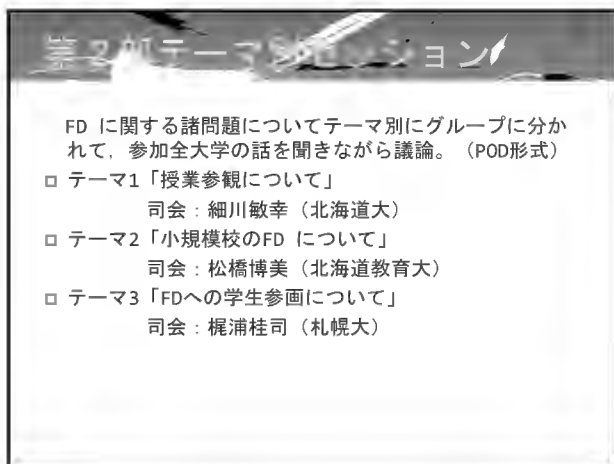 第2部テーマ別セッション
FD に関する諸問題についてテーマ別にグループに分か
れて，参加全大学の話を聞きながら議論。（POD形式）
□ テーマ1「授業参観について」
司会：細川敏幸（北海道大）
□ テーマ2「小規模校のFD について」
司会：松橋博美（北海道教育大）
□ テーマ3「FDへの学生参画について」
司会：梶浦桂司（札幌大）